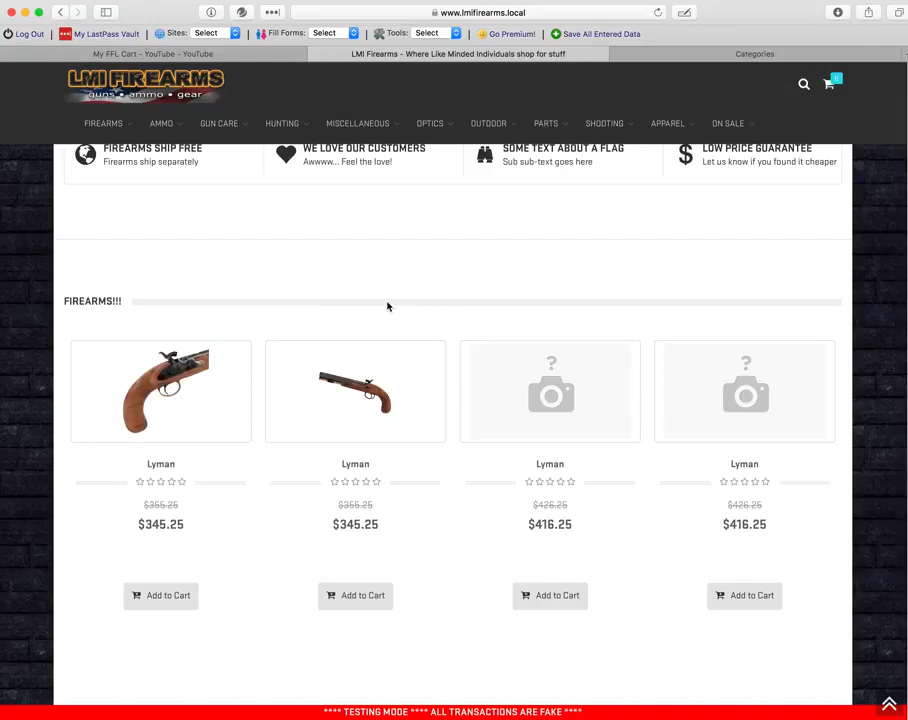 www.lmifirearms.local
Log Out
My LastPass Vault
Sites:
Select
Fill Forms:
Select
Tools:
Select
Go Premium!
Save All Entered Data
My FFL Cart - YouTube - YouTube
LMI Firearms - Where Like Minded Individuals shop for stuff
Categories
LMI FIREARMS
guns • ammo • gear
0
FIREARMS
AMMO
GUN CARE
HUNTING
MISCELLANEOUS
OPTICS
OUTDOOR
PARTS
SHOOTING
APPAREL
ON SALE
FIREARMS SHIP FREE
Firearms ship separately
WE LOVE OUR CUSTOMERS
Awwww... Feel the love!
SOME TEXT ABOUT A FLAG
Sub sub-text goes here
LOW PRICE GUARANTEE
Let us know if you found it cheaper
FIREARMS!!!
Lyman
$355.25
$345.25
Add to Cart
Lyman
$355.25
$345.25
Add to Cart
?
Lyman
$426.25
$416.25
Add to Cart
?
Lyman
$426.25
$416.25
Add to Cart
**** TESTING MODE **** ALL TRANSACTIONS ARE FAKE ****